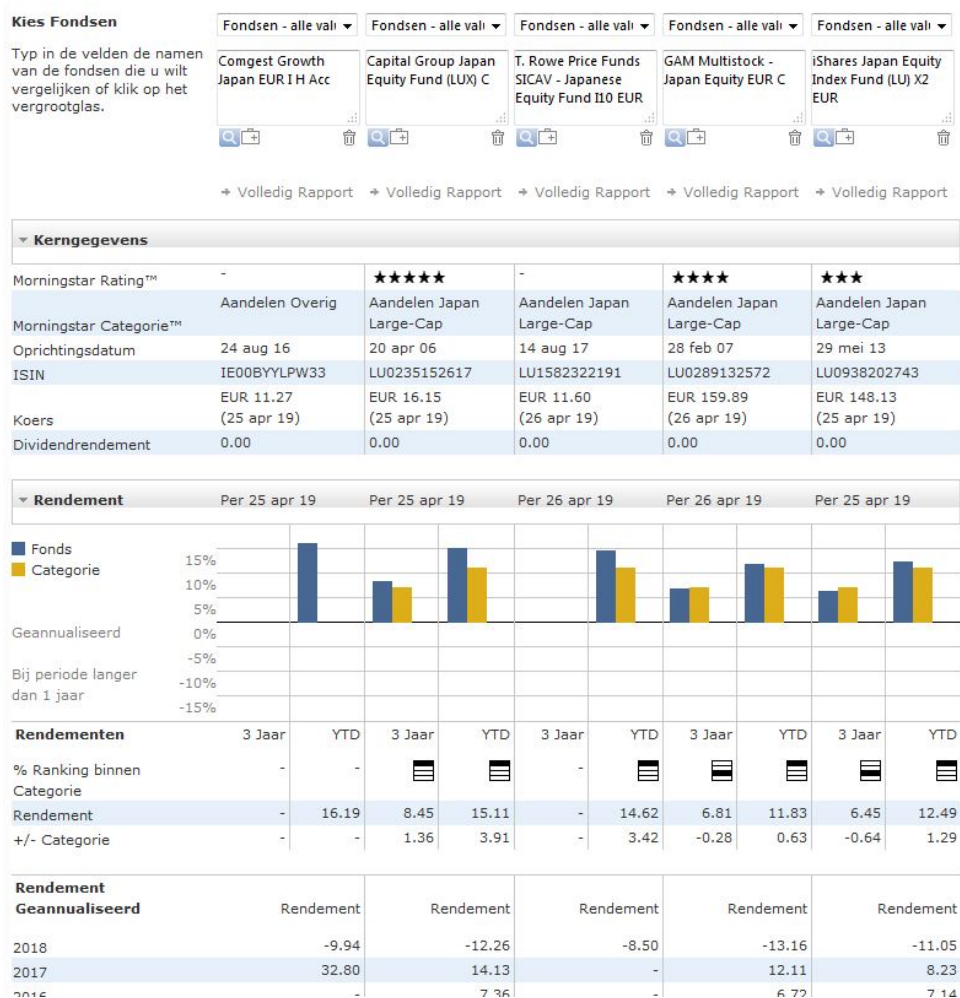 Kies Fondsen
Typ in de velden de namen
van de fondsen die u wilt
vergelijken of klik op het
vergrootglas.
Fondsen - alle valu Fondsen - alle valu Fondsen - alle valu Fondsen - alle valu Fondsen - alle valu
Comgest Growth
Japan EUR I H Acc
Capital Group Japan
Equity Fund (LUX) C
T. Rowe Price Funds
SICAV - Japanese
Equity Fund I10 EUR
GAM Multistock -
Japan Equity EUR C
iShares Japan Equity
Index Fund (LU) X2
EUR
Volledig Rapport Volledig Rapport Volledig Rapport Volledig Rapport Volledig Rapport
Kerngegevens
Morningstar Rating™ - ★★★★★ - ★★★★ ★★★
Aandelen Overig Aandelen Japan Aandelen Japan Aandelen Japan Aandelen Japan
Morningstar Categorie™ Large-Cap Large-Cap Large-Cap Large-Cap
Oprichtingsdatum 24 aug 16 20 apr 06 14 aug 17 28 feb 07 29 mei 13
ISIN IE00BYYLPW33 LU0235152617 LU1582322191 LU0289132572 LU0938202743
EUR 11.27 EUR 16.15 EUR 11.60 EUR 159.89 EUR 148.13
Koers (25 apr 19) (25 apr 19) (26 apr 19) (26 apr 19) (25 apr 19)
Dividendrendement 0.00 0.00 0.00 0.00 0.00
Rendement Per 25 apr 19 Per 25 apr 19 Per 26 apr 19 Per 26 apr 19 Per 25 apr 19
Fonds
Categorie
15%
10%
5%
Geannualiseerd 0%
-5%
Bij periode langer
-10%
dan 1 jaar
-15%
Rendementen 3 Jaar YTD 3 Jaar YTD 3 Jaar YTD 3 Jaar YTD 3 Jaar YTD
% Ranking binnen - - -
Categorie
Rendement - 16.19 8.45 15.11 - 14.62 6.81 11.83 6.45 12.49
+/- Categorie - - 1.36 3.91 - 3.42 -0.28 0.63 -0.64 1.29
Rendement
Geannualiseerd Rendement Rendement Rendement Rendement Rendement
2018 -9.94 -12.26 -8.50 -13.16 -11.05
2017 32.80 14.13 - 12.11 8.23
2016 - 7.36 - 6.72 7.14